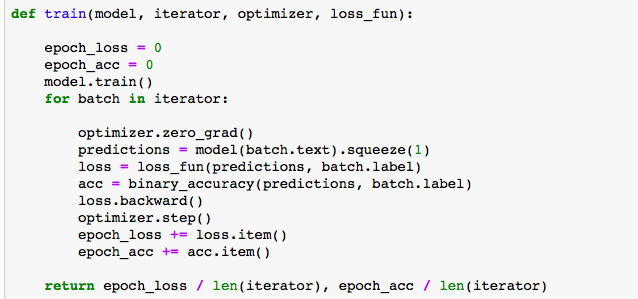 def train(model, iterator, optimizer, loss_fun):
    epoch_loss = 0
    epoch_acc = 0
    model.train()
    for batch in iterator:
        optimizer.zero_grad()
        predictions = model(batch.text).squeeze(1)
        loss = loss_fun(predictions, batch.label)
        acc = binary_accuracy(predictions, batch.label)
        loss.backward()
        optimizer.step()
        epoch_loss += loss.item()
        epoch_acc += acc.item()
    return epoch_loss / len(iterator), epoch_acc / len(iterator)